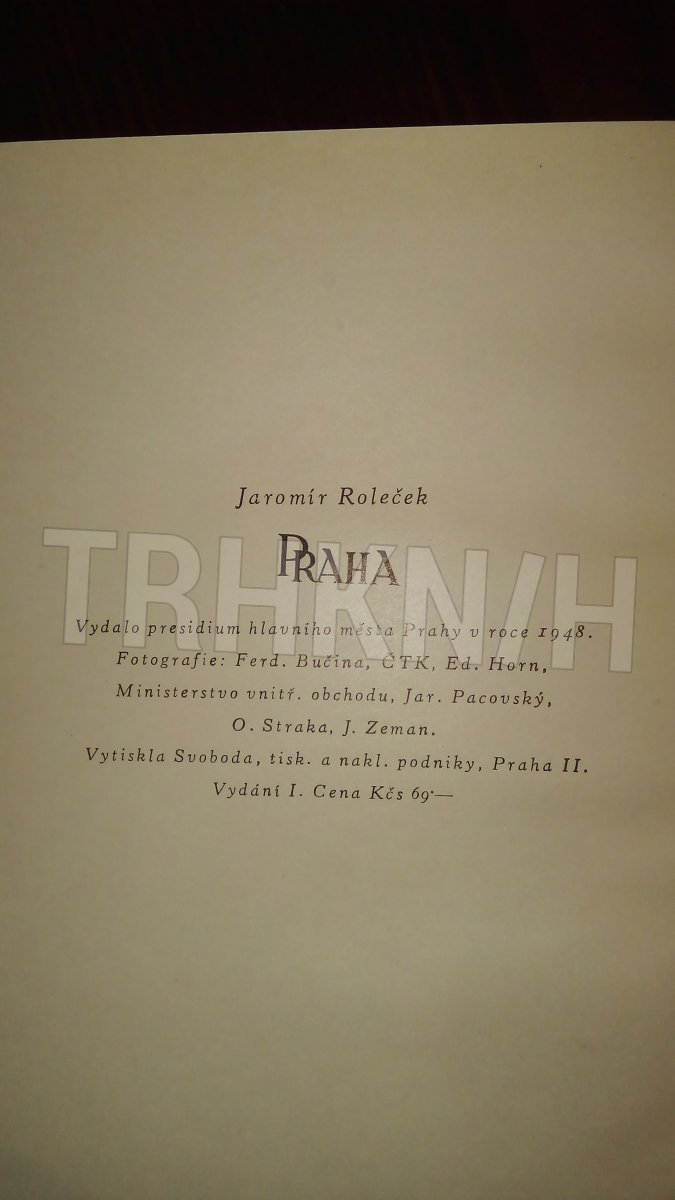 Jaromír Roleček
PRAHA
TRHKNIH
Vydalo presidium hlavního města Prahy v roce 1948.
Fotografie: Ferd. Bučina, ČTK, Ed. Horn,
Ministerstvo vnitř. obchodu, Jar. Pacovský,
O. Straka, J. Zeman.
Vytiskla Svoboda, tisk. a nakl. podniky, Praha II.
Vydání I. Cena Kčs 69·—